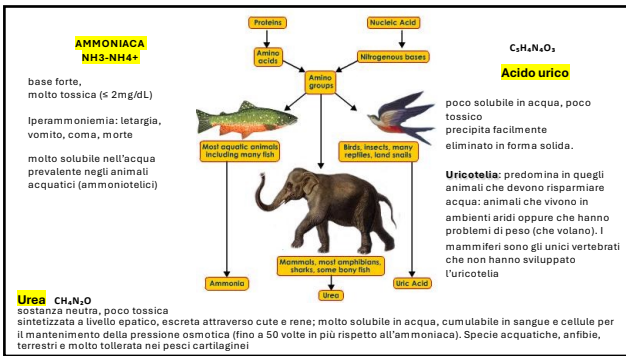 AMMONIACA
NH3-NH4+
base forte,
molto tossica (≤ 2mg/dL)
Iperammoniemia: letargia,
vomito, coma, morte
molto solubile nell’acqua
prevalente negli animali
acquatici (ammoniotelici)
Proteins
Nucleic Acid
Amino
acids
Nitrogenous bases
Amino
groups
Most aquatic animals
including many fish
Birds, insects, many
reptiles, land snails
Mammals, most amphibians,
sharks, some bony fish
Ammonia
Urea
Uric Acid
C₅H₄N₄O₃
Acido urico
poco solubile in acqua, poco
tossico
precipita facilmente
eliminato in forma solida.
Uricotelia: predomina in quegli
animali che devono risparmiare
acqua: animali che vivono in
ambienti aridi oppure che hanno
problemi di peso (che volano). I
mammiferi sono gli unici vertebrati
che non hanno sviluppato
l’uricotelia
Urea CH₄N₂O
sostanza neutra, poco tossica
sintetizzata a livello epatico, escreta attraverso cute e rene; molto solubile in acqua, cumulabile in sangue e cellule per
il mantenimento della pressione osmotica (fino a 50 volte in più rispetto all’ammoniaca). Specie acquatiche, anfibie,
terrestri e molto tollerata nei pesci cartilaginei